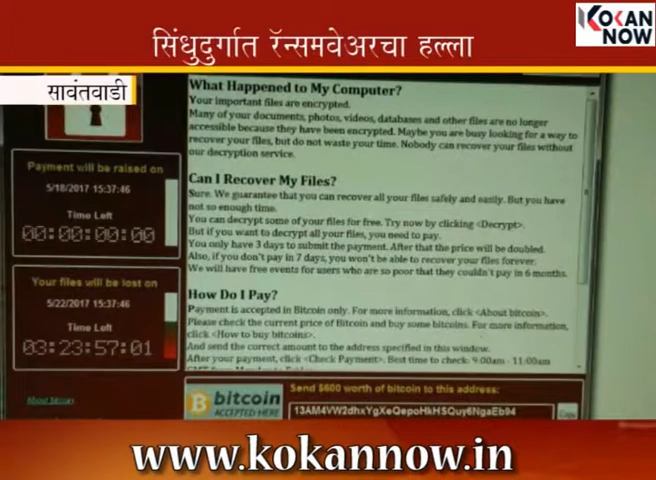 KOKAN
NOW
सिंधुदुर्गात रॅन्समवेअरचा हल्ला
सावंतवाडी
Payment will be raised on
5/18/2017 15:37:46
Time Left
00:00:00:00
Your files will be lost on
5/22/2017 15:37:46
Time Left
03:23:57:01
About bitcoin
What Happened to My Computer?
Your important files are encrypted.
Many of your documents, photos, videos, databases and other files are no longer
accessible because they have been encrypted. Maybe you are busy looking for a way to
recover your files, but do not waste your time. Nobody can recover your files without
our decryption service.
Can I Recover My Files?
Sure. We guarantee that you can recover all your files safely and easily. But you have
not so enough time.
You can decrypt some of your files for free. Try now by clicking <Decrypt>.
But if you want to decrypt all your files, you need to pay.
You only have 3 days to submit the payment. After that the price will be doubled.
Also, if you don't pay in 7 days, you won't be able to recover your files forever.
We will have free events for users who are so poor that they couldn't pay in 6 months.
How Do I Pay?
Payment is accepted in Bitcoin only. For more information, click <About bitcoin>.
Please check the current price of Bitcoin and buy some bitcoins. For more information,
click <How to buy bitcoins>.
And send the correct amount to the address specified in this window.
After your payment, click <Check Payment>. Best time to check: 9:00am - 11:00am
bitcoin
ACCEPTED HERE
Send $600 worth of bitcoin to this address:
13AM4VW2dhxYgXeQepoHkHSQuy6NgaEb94
Copy
www.kokannow.in